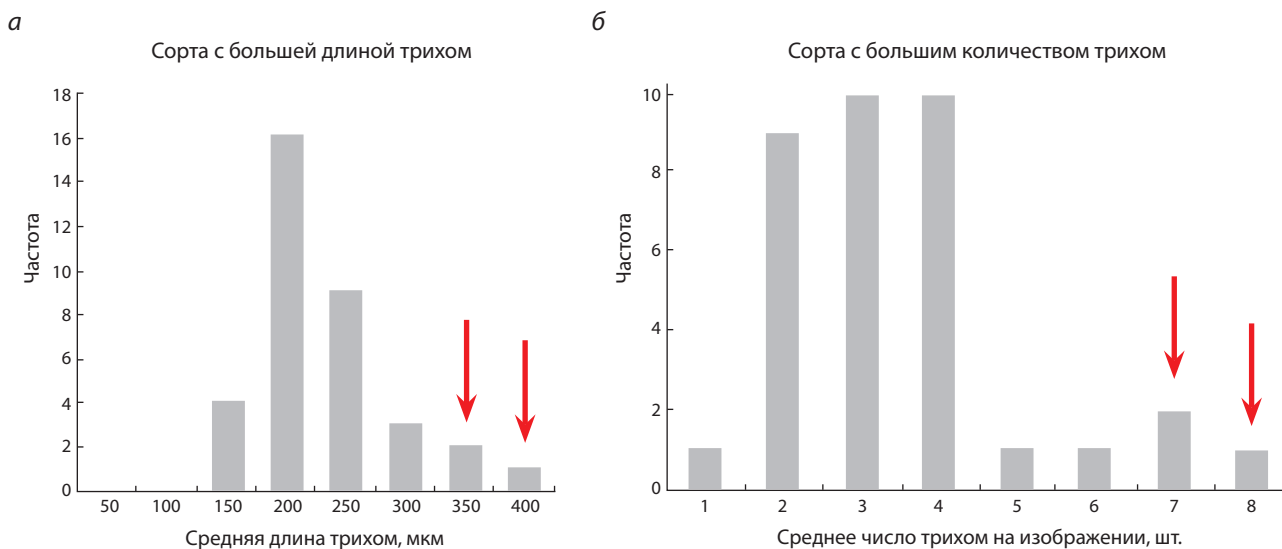 а
Сорта с большей длиной трихом
Частота
18
16
14
12
10
8
6
4
2
0
50 100 150 200 250 300 350 400
Средняя длина трихом, мкм
б
Сорта с большим количеством трихом
Частота
10
8
6
4
2
0
1 2 3 4 5 6 7 8
Среднее число трихом на изображении, шт.